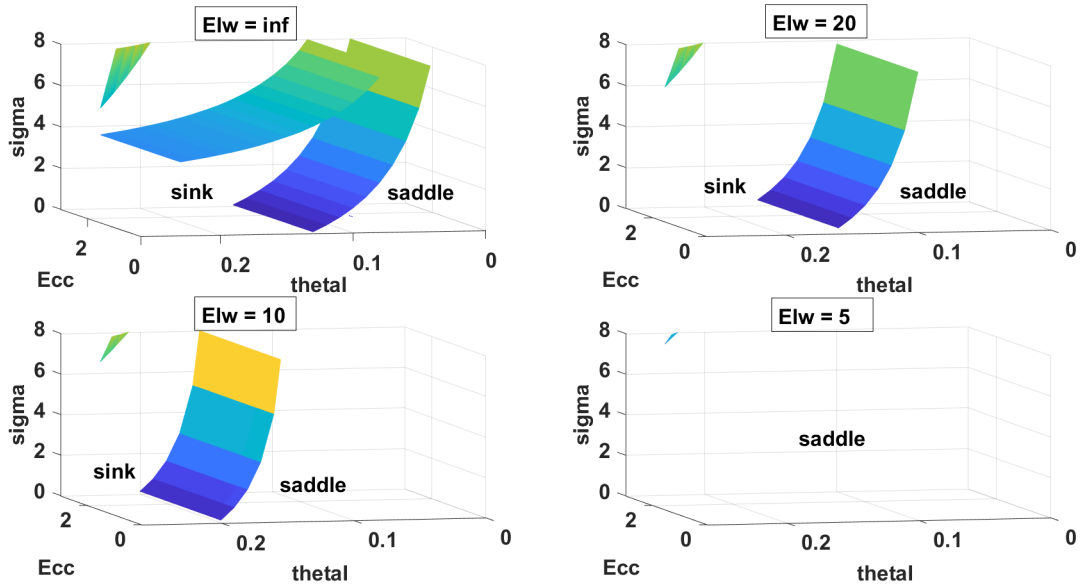 Elw = inf
8
6
4
2
0
sigma
sink
saddle
2
0
Ecc
0.2
0.1
0
thetal
Elw = 20
8
6
4
2
0
sigma
sink
saddle
2
0
Ecc
0.2
0.1
0
thetal
Elw = 10
8
6
4
2
0
sigma
sink
saddle
2
0
Ecc
0.2
0.1
0
thetal
Elw = 5
8
6
4
2
0
sigma
saddle
2
0
Ecc
0.2
0.1
0
thetal